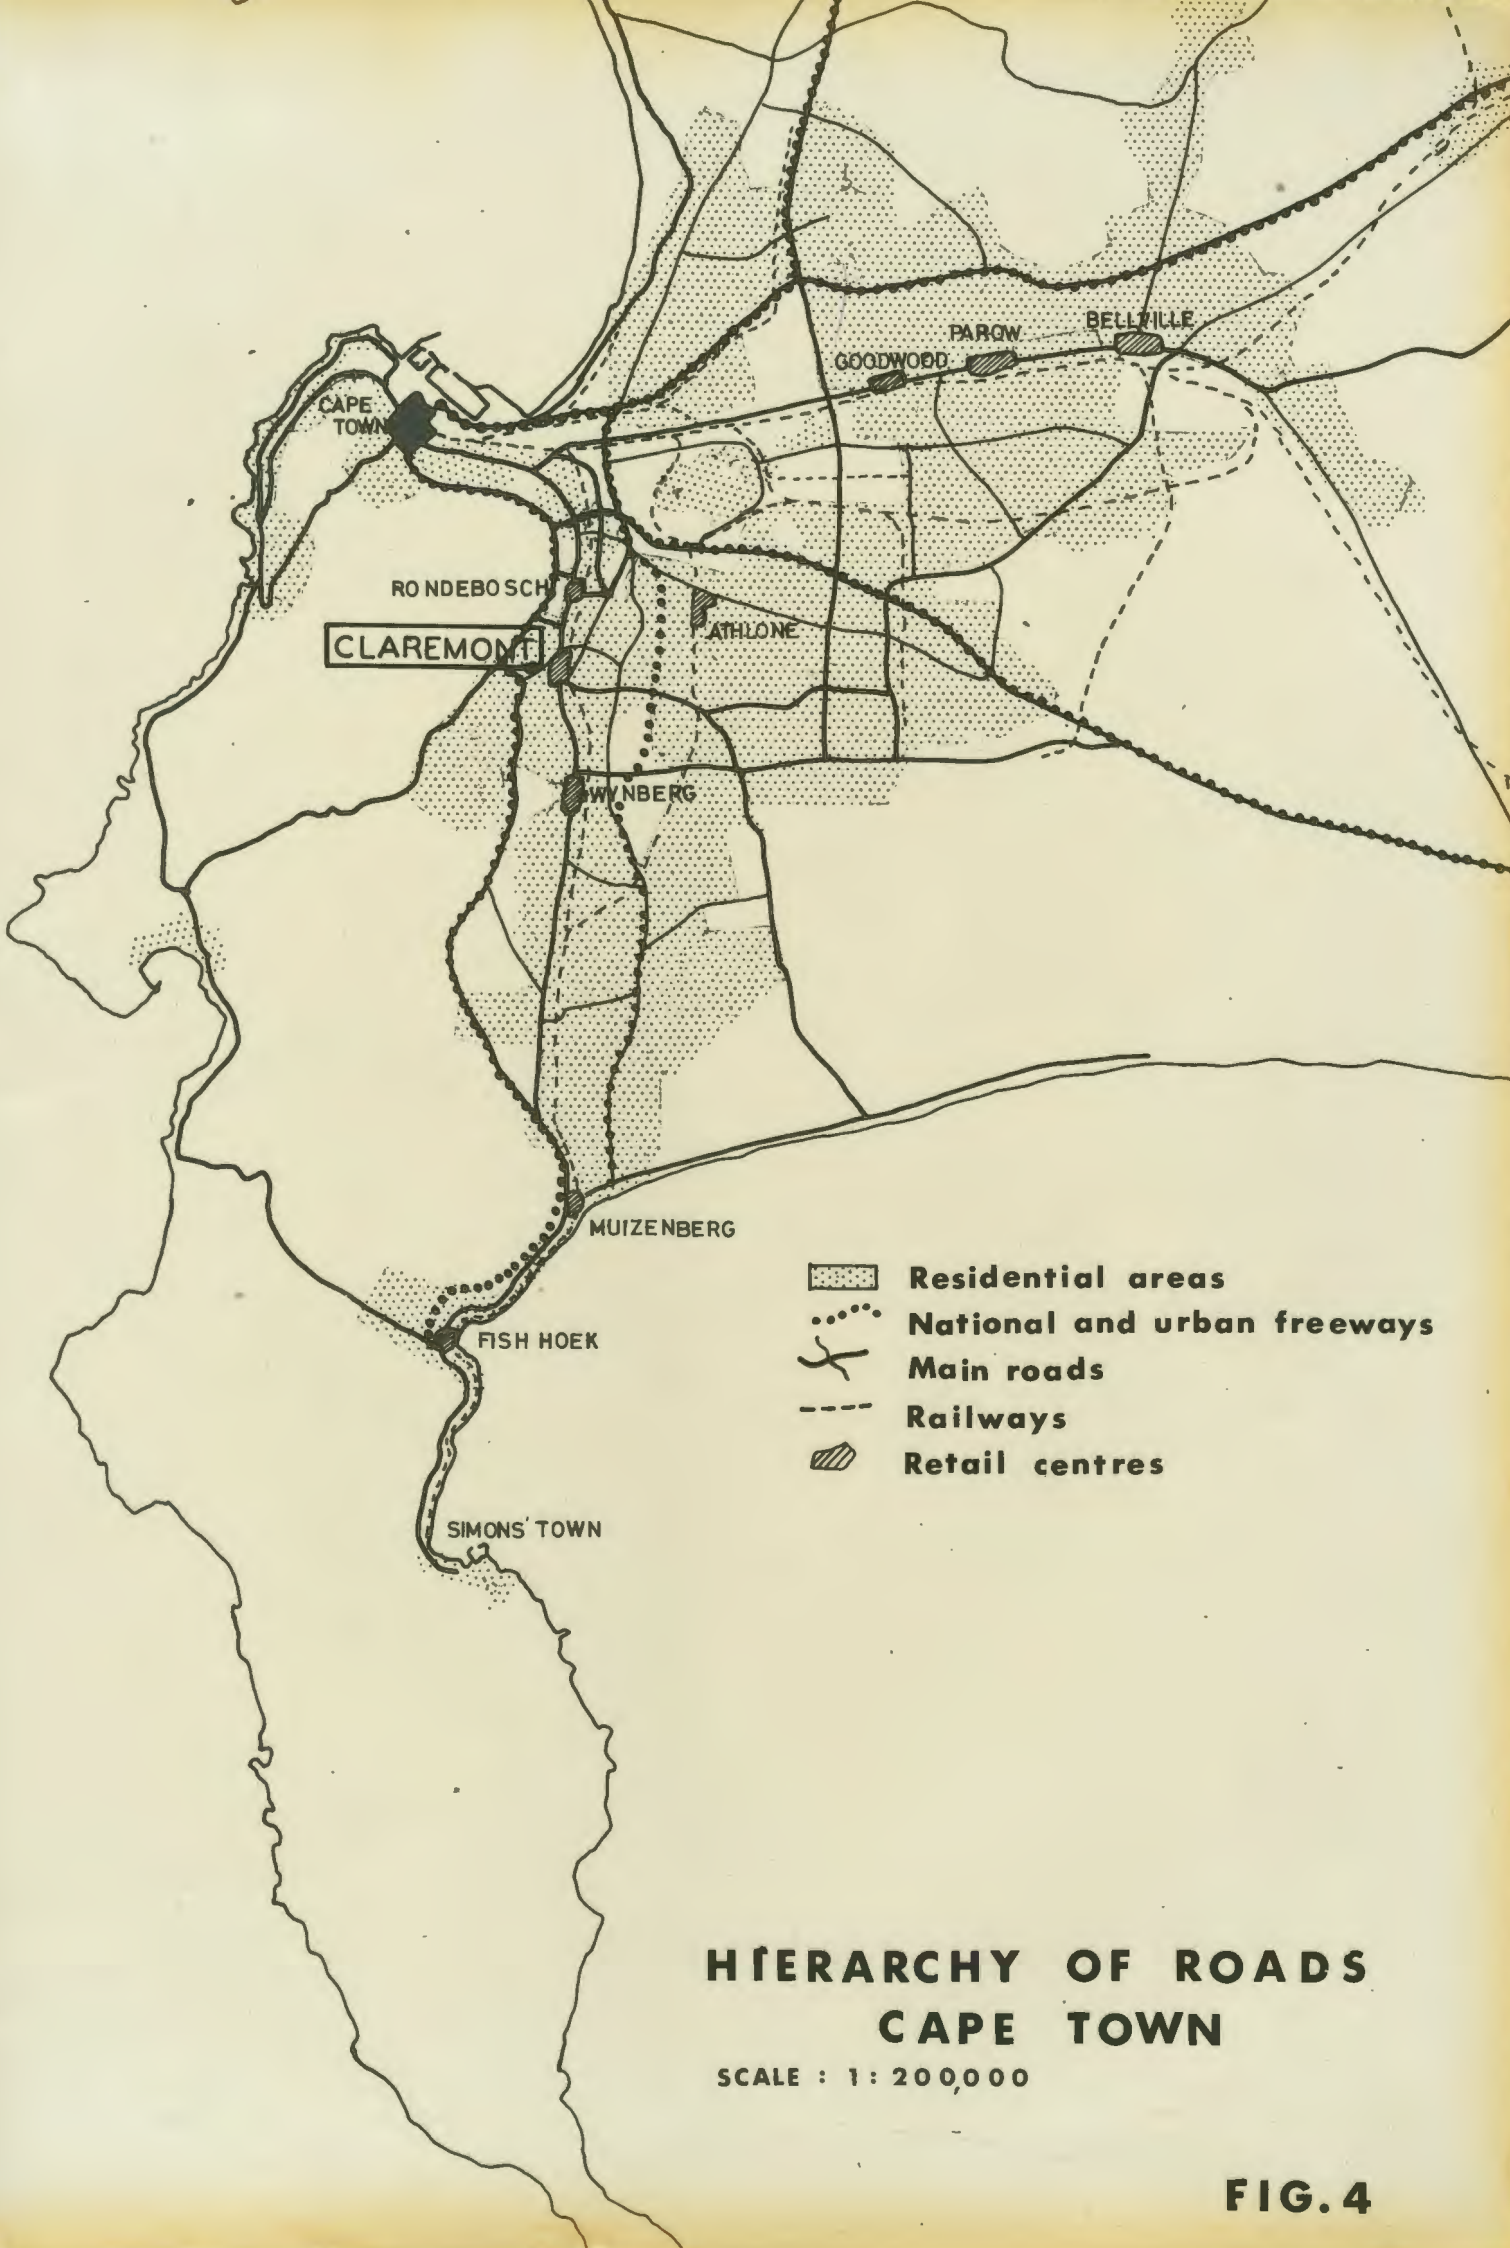 BELLVILLE
PAROW
GOODWOOD
CAPE
TOWN
RONDEBOSCH
ATHLONE
CLAREMONT
WYNBERG
MUIZENBERG
Residential areas
National and urban freeways
FISH HOEK
Main roads
Railways
Retail centres
SIMONS' TOWN
HIERARCHY OF ROADS
CAPE TOWN
SCALE : 1 : 200,000
FIG. 4